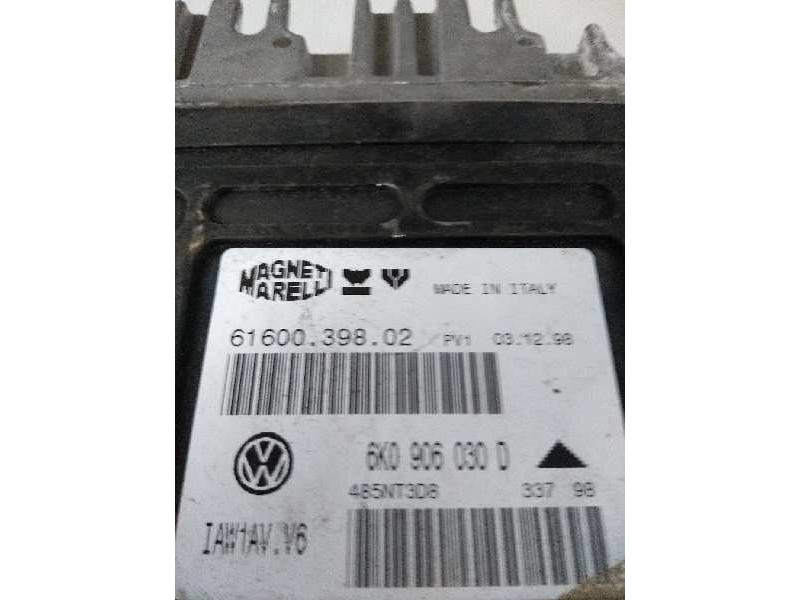 MAGNETI
MARELLI
MADE IN ITALY
61600.398.02 PV1 03.12.98
6K0 906 030 D
485NT3D8 337 98
IAW1AV.V6